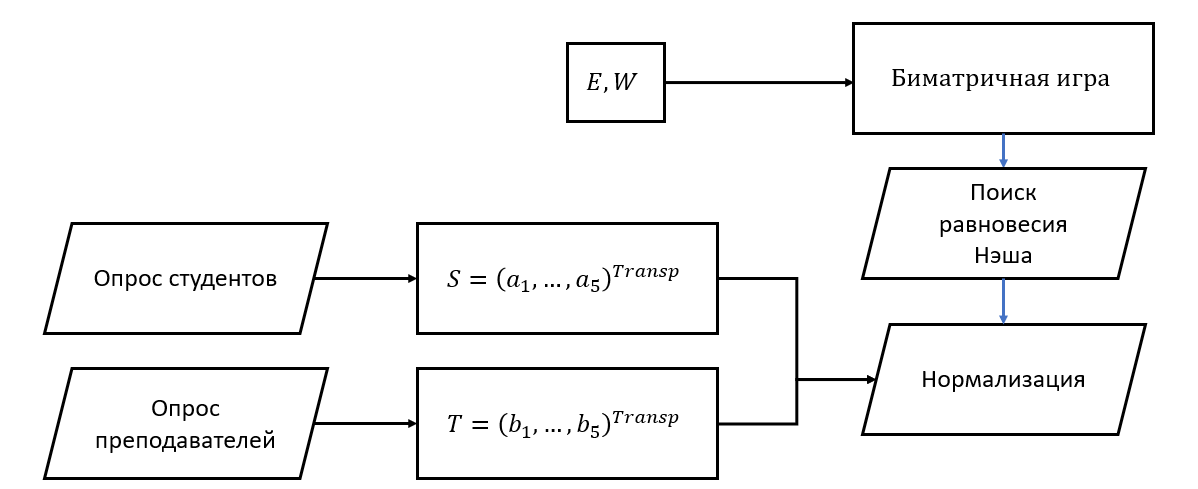 E, W
Биматричная игра
Поиск
равновесия
Нэша
Опрос студентов
S = (a₁, …, a₅)ᵀʳᵃⁿˢᵖ
Опрос
преподавателей
T = (b₁, …, b₅)ᵀʳᵃⁿˢᵖ
Нормализация